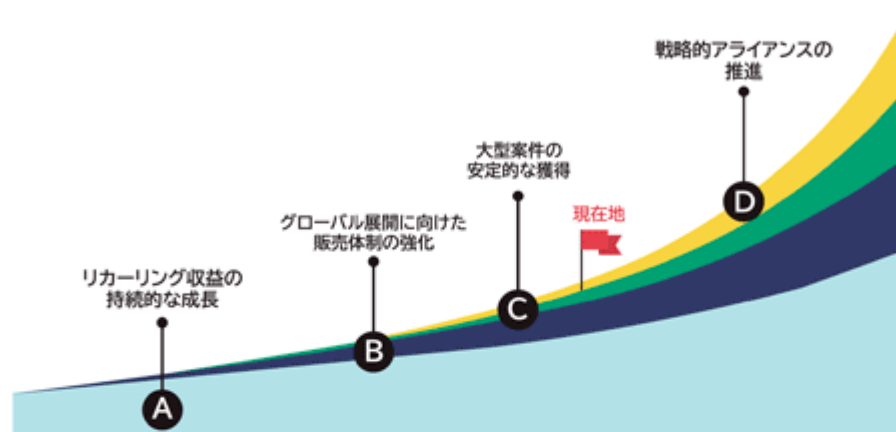 戦略的アライアンスの
推進
大型案件の
安定的な獲得
現在地
D
グローバル展開に向けた
販売体制の強化
リカーリング収益の
持続的な成長
C
B
A